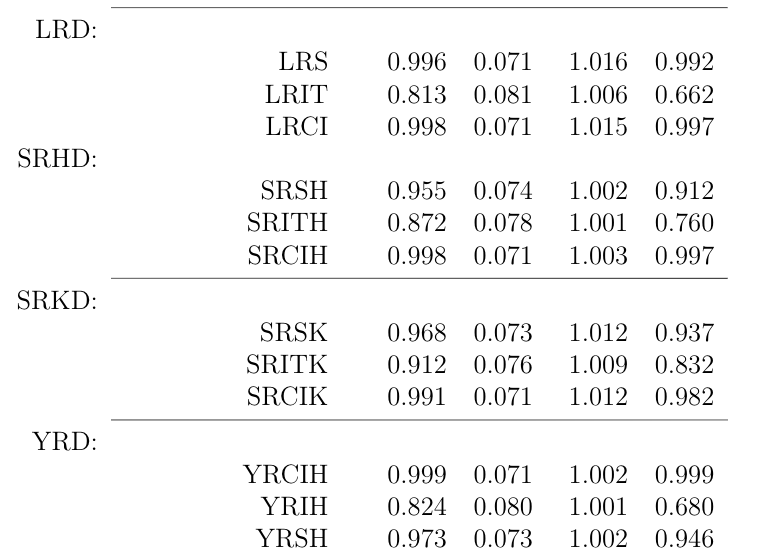 LRD:
LRS 0.996 0.071 1.016 0.992
LRIT 0.813 0.081 1.006 0.662
LRCI 0.998 0.071 1.015 0.997
SRHD:
SRSH 0.955 0.074 1.002 0.912
SRITH 0.872 0.078 1.001 0.760
SRCIH 0.998 0.071 1.003 0.997
SRKD:
SRSK 0.968 0.073 1.012 0.937
SRITK 0.912 0.076 1.009 0.832
SRCIK 0.991 0.071 1.012 0.982
YRD:
YRCIH 0.999 0.071 1.002 0.999
YRIH 0.824 0.080 1.001 0.680
YRSH 0.973 0.073 1.002 0.946